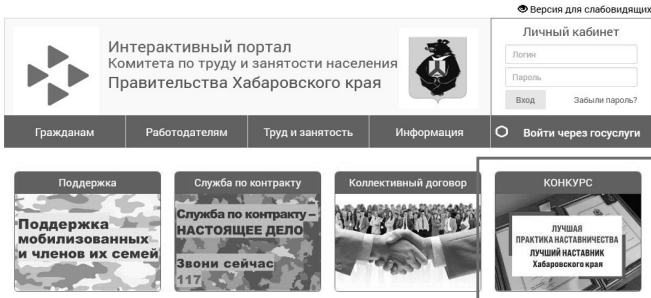 Версия для слабовидящих
Интерактивный портал
Комитета по труду и занятости населения
Правительства Хабаровского края
Личный кабинет
Логин
Пароль
Вход
Забыли пароль?
Гражданам
Работодателям
Труд и занятость
Информация
Войти через госуслуги
Поддержка
Поддержка
мобилизованных
и членов их семей
Служба по контракту
Служба по контракту –
НАСТОЯЩЕЕ ДЕЛО
Звони сейчас
117
Коллективный договор
КОНКУРС
ЛУЧШАЯ
ПРАКТИКА НАСТАВНИЧЕСТВА
ЛУЧШИЙ НАСТАВНИК
Хабаровского края